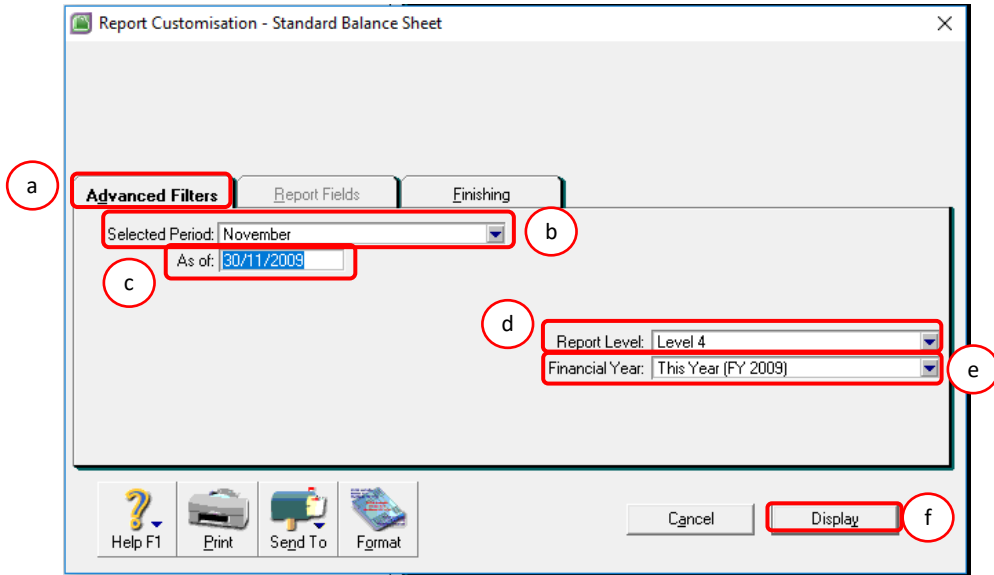 Report Customisation - Standard Balance Sheet
a
Advanced Filters Report Fields Finishing
Selected Period: November
b
As of: 30/11/2009
c
d
Report Level: Level 4
Financial Year: This Year (FY 2009)
e
Help F1 Print Send To Format
Cancel Display
f